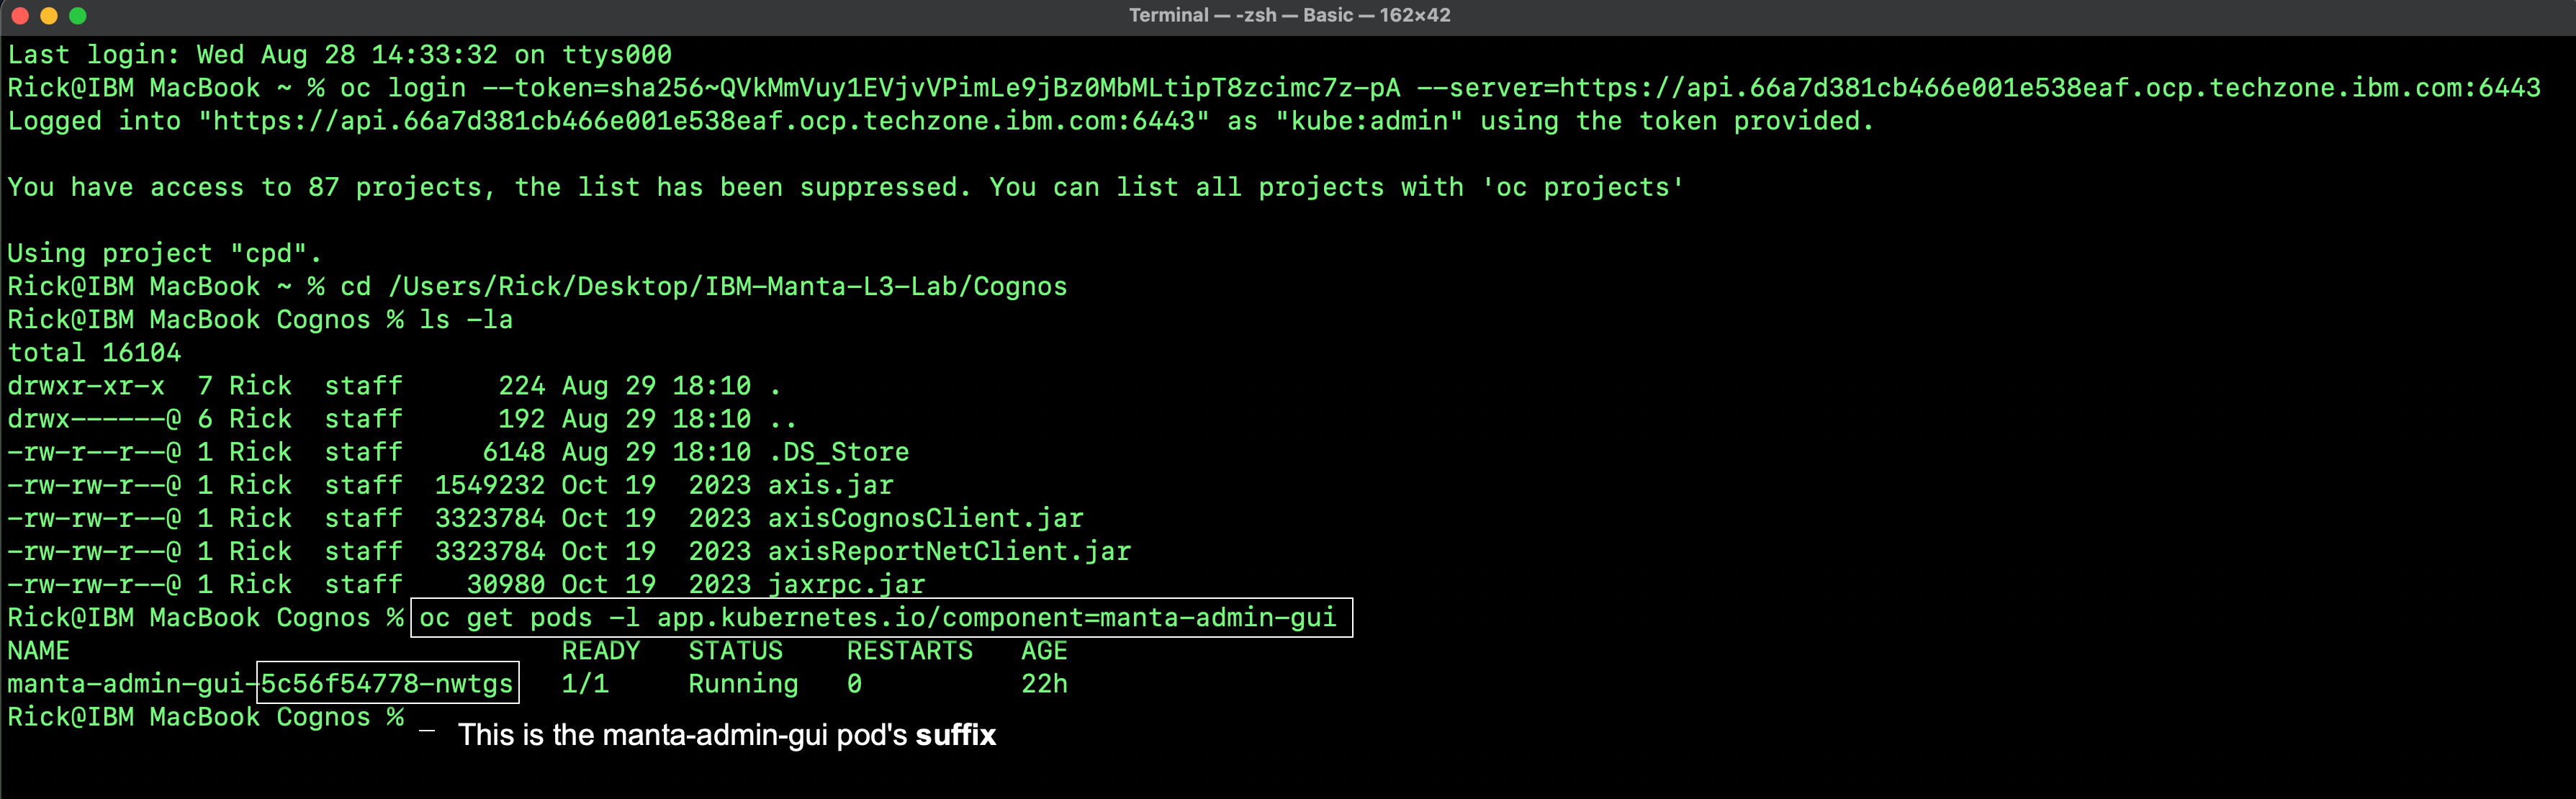 Terminal — -zsh — Basic — 162×42
Last login: Wed Aug 28 14:33:32 on ttys000
Rick@IBM MacBook ~ % oc login --token=sha256~QVkMmVuy1EVjvVPimLe9jBz0MbMLtipT8zcimc7z-pA --server=https://api.66a7d381cb466e001e538eaf.ocp.techzone.ibm.com:6443
Logged into "https://api.66a7d381cb466e001e538eaf.ocp.techzone.ibm.com:6443" as "kube:admin" using the token provided.
You have access to 87 projects, the list has been suppressed. You can list all projects with 'oc projects'
Using project "cpd".
Rick@IBM MacBook ~ % cd /Users/Rick/Desktop/IBM-Manta-L3-Lab/Cognos
Rick@IBM MacBook Cognos % ls -la
total 16104
drwxr-xr-x  7 Rick  staff      224 Aug 29 18:10 .
drwx------@ 6 Rick  staff      192 Aug 29 18:10 ..
-rw-r--r--@ 1 Rick  staff     6148 Aug 29 18:10 .DS_Store
-rw-rw-r--@ 1 Rick  staff  1549232 Oct 19  2023 axis.jar
-rw-rw-r--@ 1 Rick  staff  3323784 Oct 19  2023 axisCognosClient.jar
-rw-rw-r--@ 1 Rick  staff  3323784 Oct 19  2023 axisReportNetClient.jar
-rw-rw-r--@ 1 Rick  staff    30980 Oct 19  2023 jaxrpc.jar
Rick@IBM MacBook Cognos % oc get pods -l app.kubernetes.io/component=manta-admin-gui
NAME                               READY   STATUS    RESTARTS   AGE
manta-admin-gui-5c56f54778-nwtgs   1/1     Running   0          22h
Rick@IBM MacBook Cognos %
This is the manta-admin-gui pod's suffix